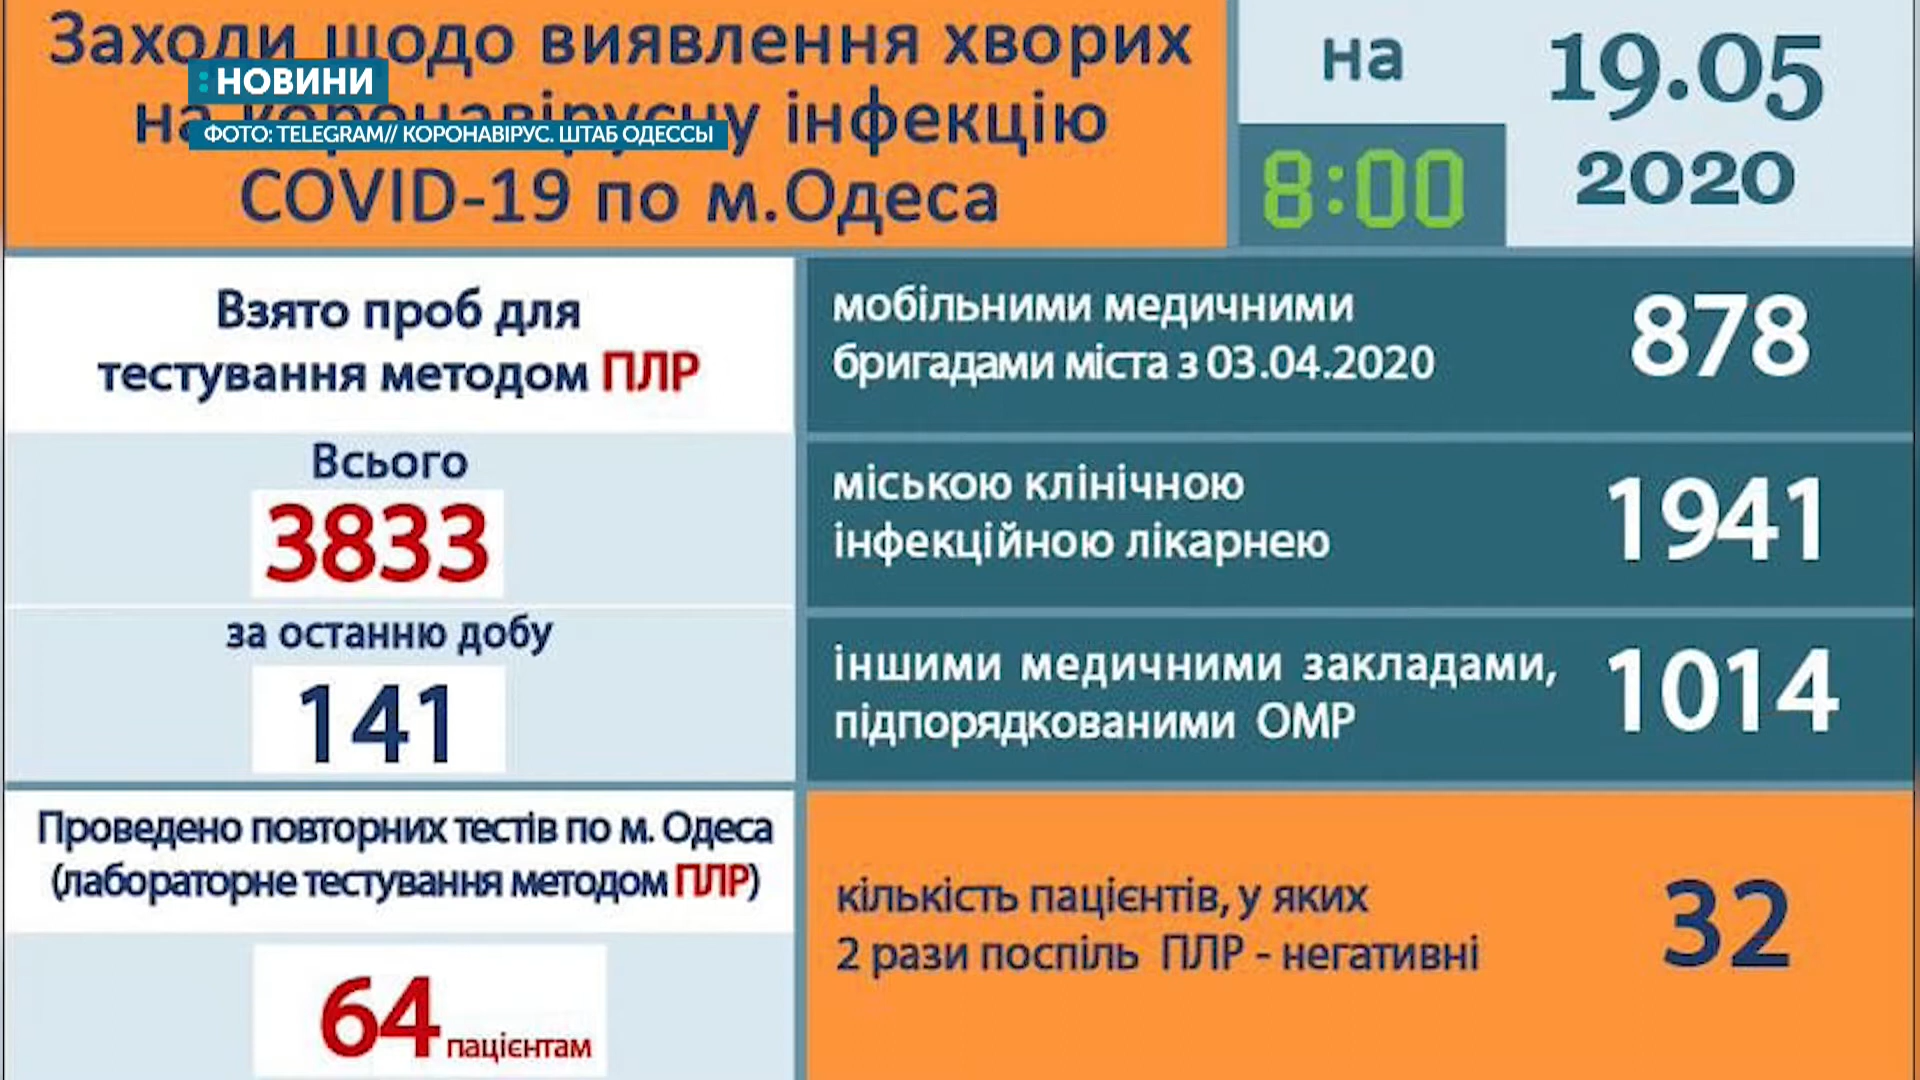 Заходи щодо виявлення хворих
на коронавірусну інфекцію
COVID-19 по м.Одеса
:НОВИНИ
ФОТО: TELEGRAM// КОРОНАВІРУС. ШТАБ ОДЕССЫ
на
19.05
2020
8:00
Взято проб для
тестування методом ПЛР
Всього
3833
за останню добу
141
мобільними медичними
бригадами міста з 03.04.2020
878
міською клінічною
інфекційною лікарнею
1941
іншими медичними закладами,
підпорядкованими ОМР
1014
Проведено повторних тестів по м. Одеса
(лабораторне тестування методом ПЛР)
64 пацієнтам
кількість пацієнтів, у яких
2 рази поспіль ПЛР - негативні
32